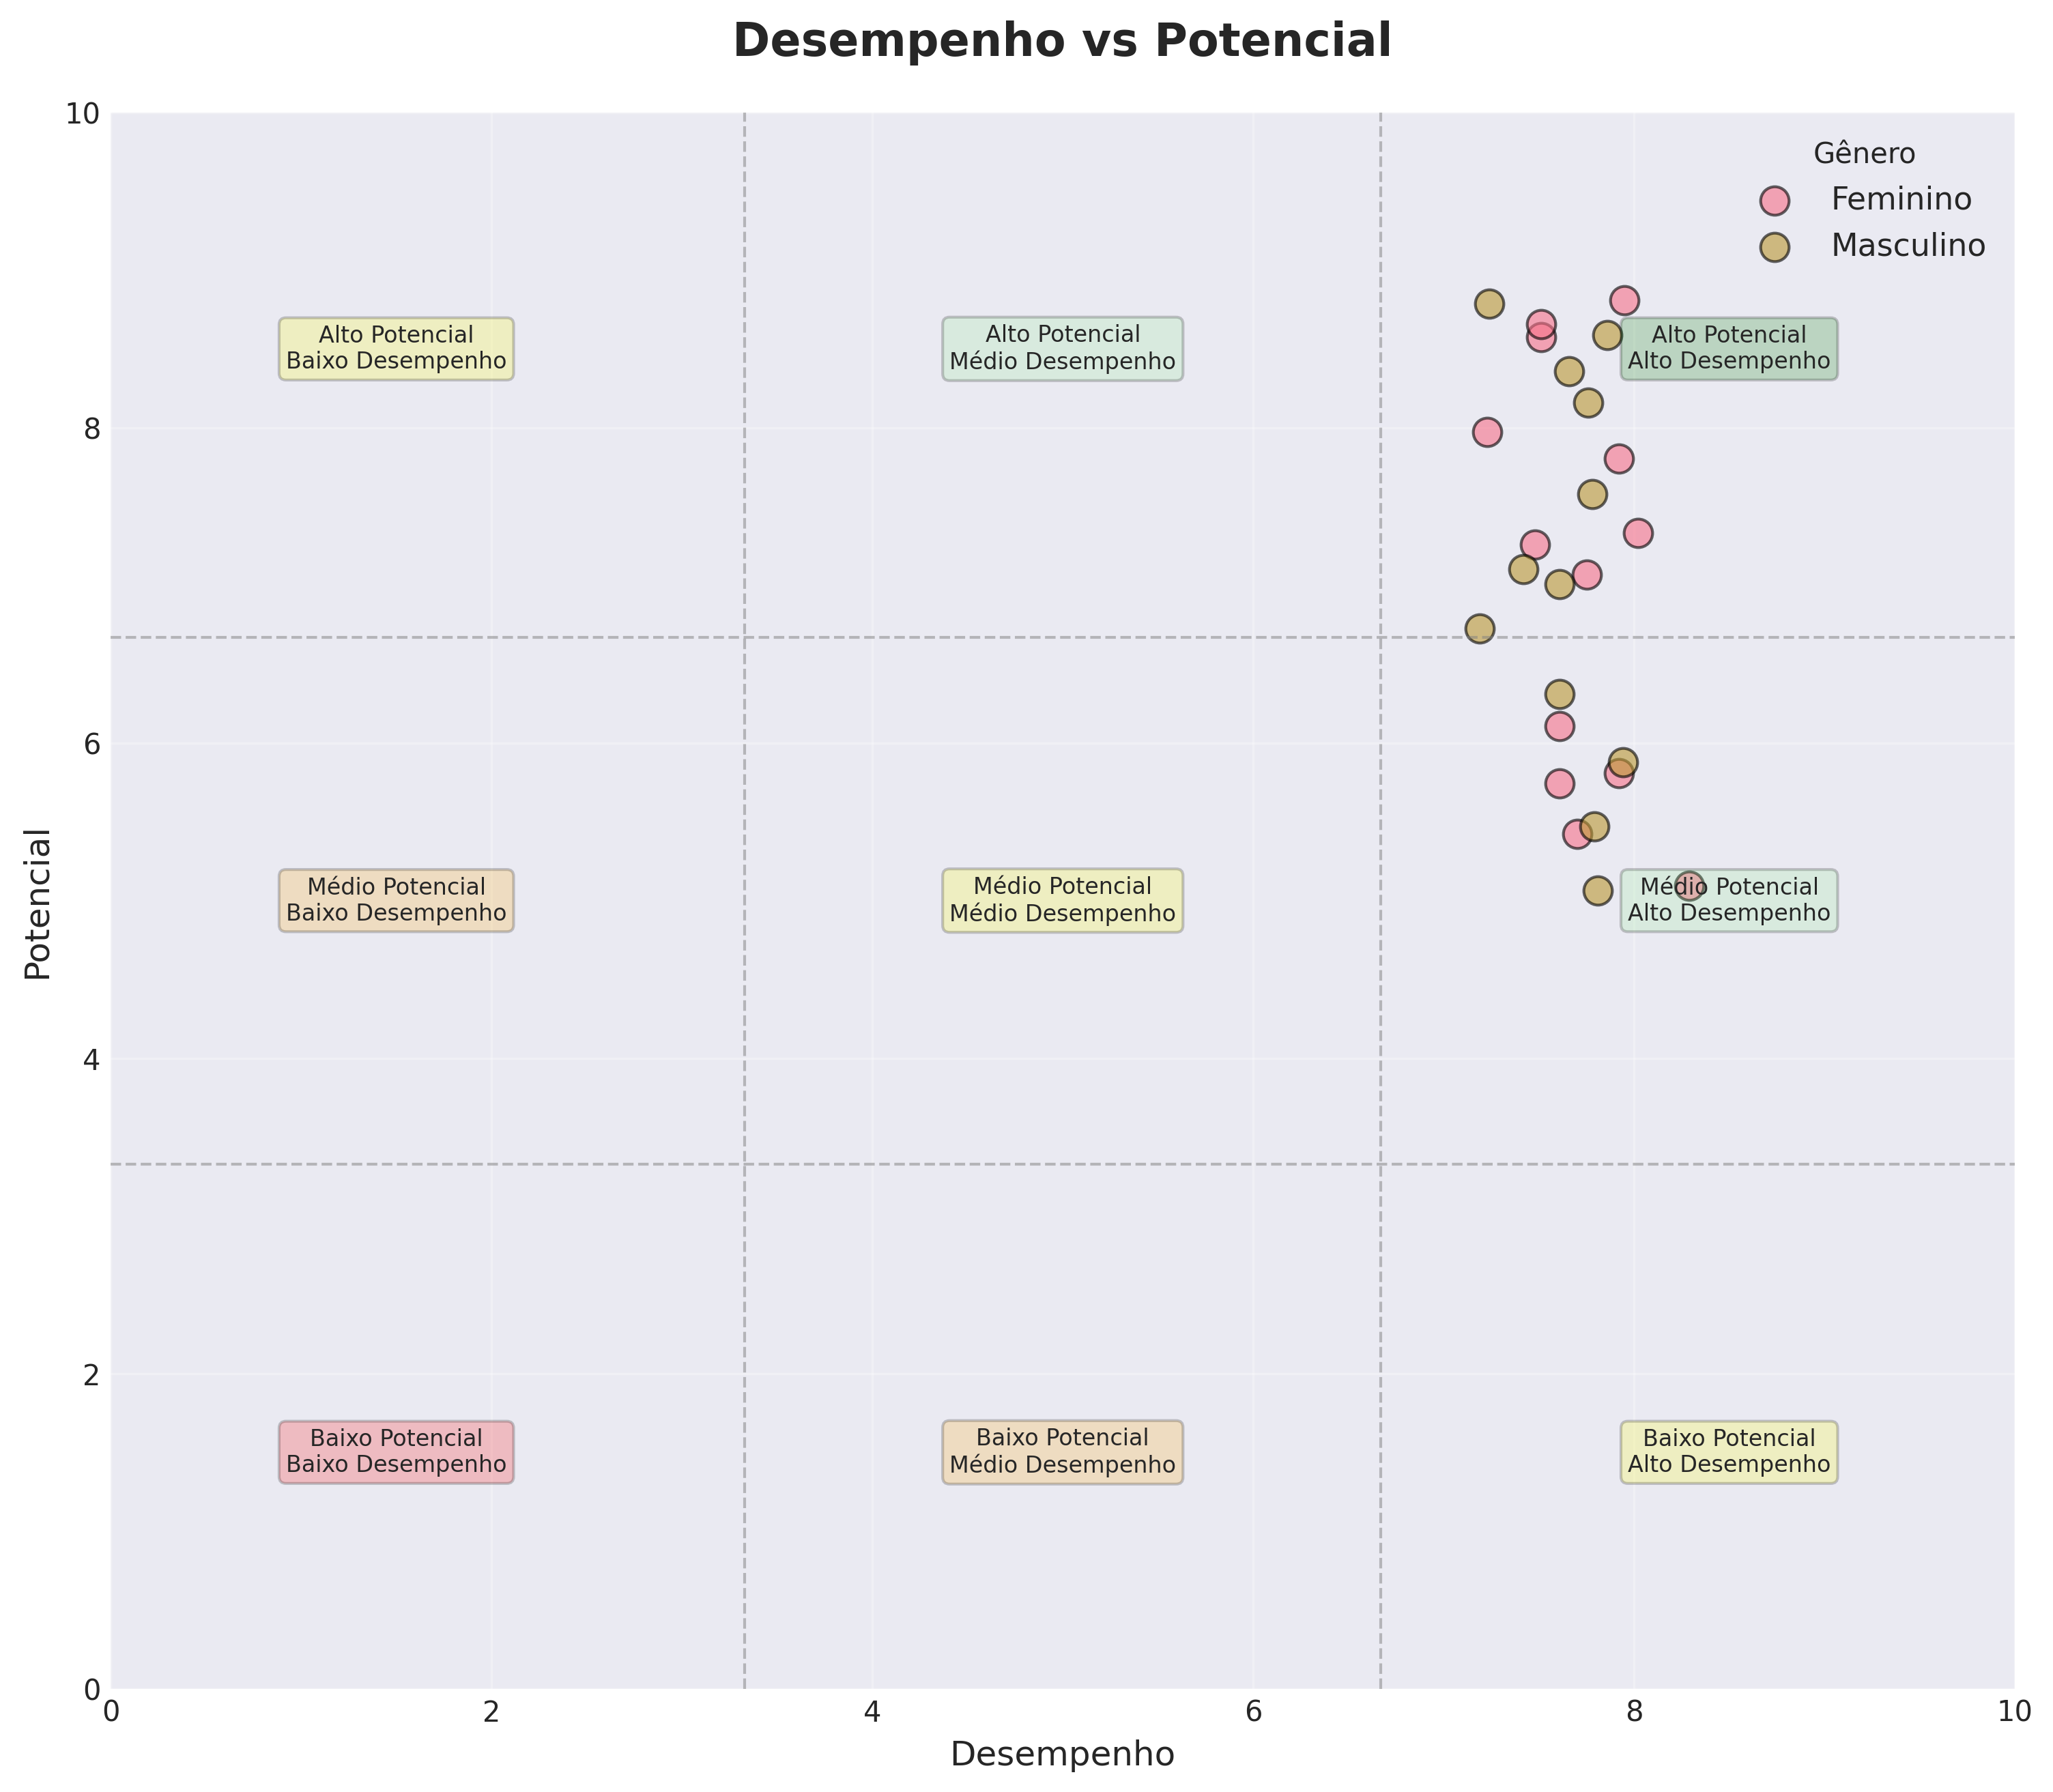 Desempenho vs Potencial
10
8
6
4
2
0
Potencial
Gênero
Feminino
Masculino
Alto Potencial
Baixo Desempenho
Alto Potencial
Médio Desempenho
Alto Potencial
Alto Desempenho
Médio Potencial
Baixo Desempenho
Médio Potencial
Médio Desempenho
Médio Potencial
Alto Desempenho
Baixo Potencial
Baixo Desempenho
Baixo Potencial
Médio Desempenho
Baixo Potencial
Alto Desempenho
0 2 4 6 8 10
Desempenho